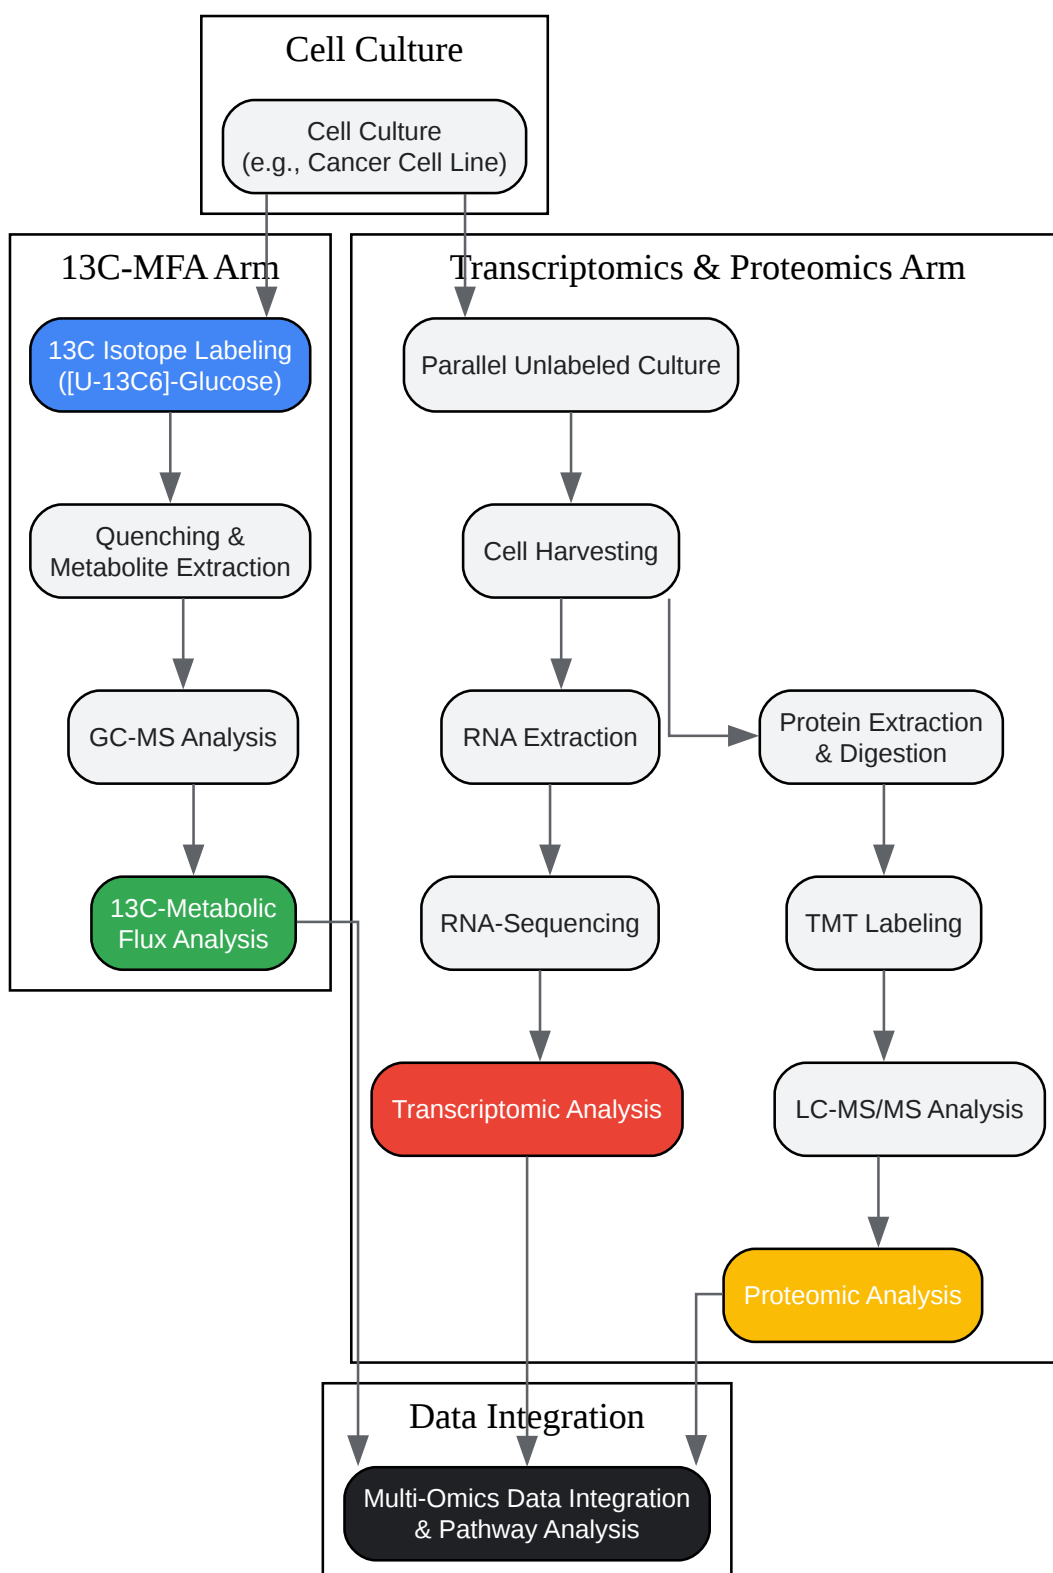 Cell Culture
Cell Culture
(e.g., Cancer Cell Line)
13C-MFA Arm
13C Isotope Labeling
([U-13C6]-Glucose)
Quenching &
Metabolite Extraction
GC-MS Analysis
13C-Metabolic
Flux Analysis
Transcriptomics & Proteomics Arm
Parallel Unlabeled Culture
Cell Harvesting
RNA Extraction
RNA-Sequencing
Transcriptomic Analysis
Protein Extraction
& Digestion
TMT Labeling
LC-MS/MS Analysis
Proteomic Analysis
Data Integration
Multi-Omics Data Integration
& Pathway Analysis